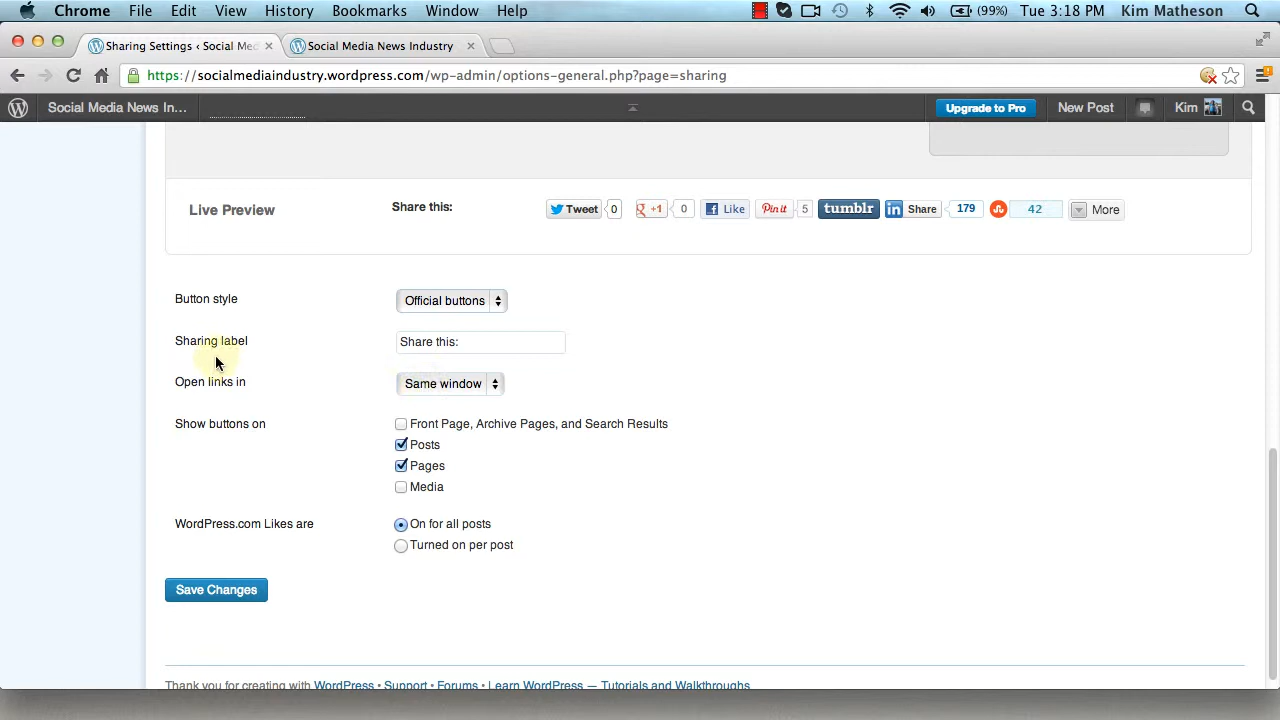 Chrome File Edit View History Bookmarks Window Help (99%) Tue 3:18 PM Kim Matheson
Sharing Settings ‹ Social Med Social Media News Industry
https://socialmediaindustry.wordpress.com/wp-admin/options-general.php?page=sharing
Social Media News In... Upgrade to Pro New Post Kim
Live Preview Share this: Tweet 0 g +1 0 Like Pin it 5 tumblr in Share 179 42 More
Button style Official buttons
Sharing label Share this:
Open links in Same window
Show buttons on Front Page, Archive Pages, and Search Results
Posts
Pages
Media
WordPress.com Likes are On for all posts
Turned on per post
Save Changes
Thank you for creating with WordPress • Support • Forums • Learn WordPress — Tutorials and Walkthroughs